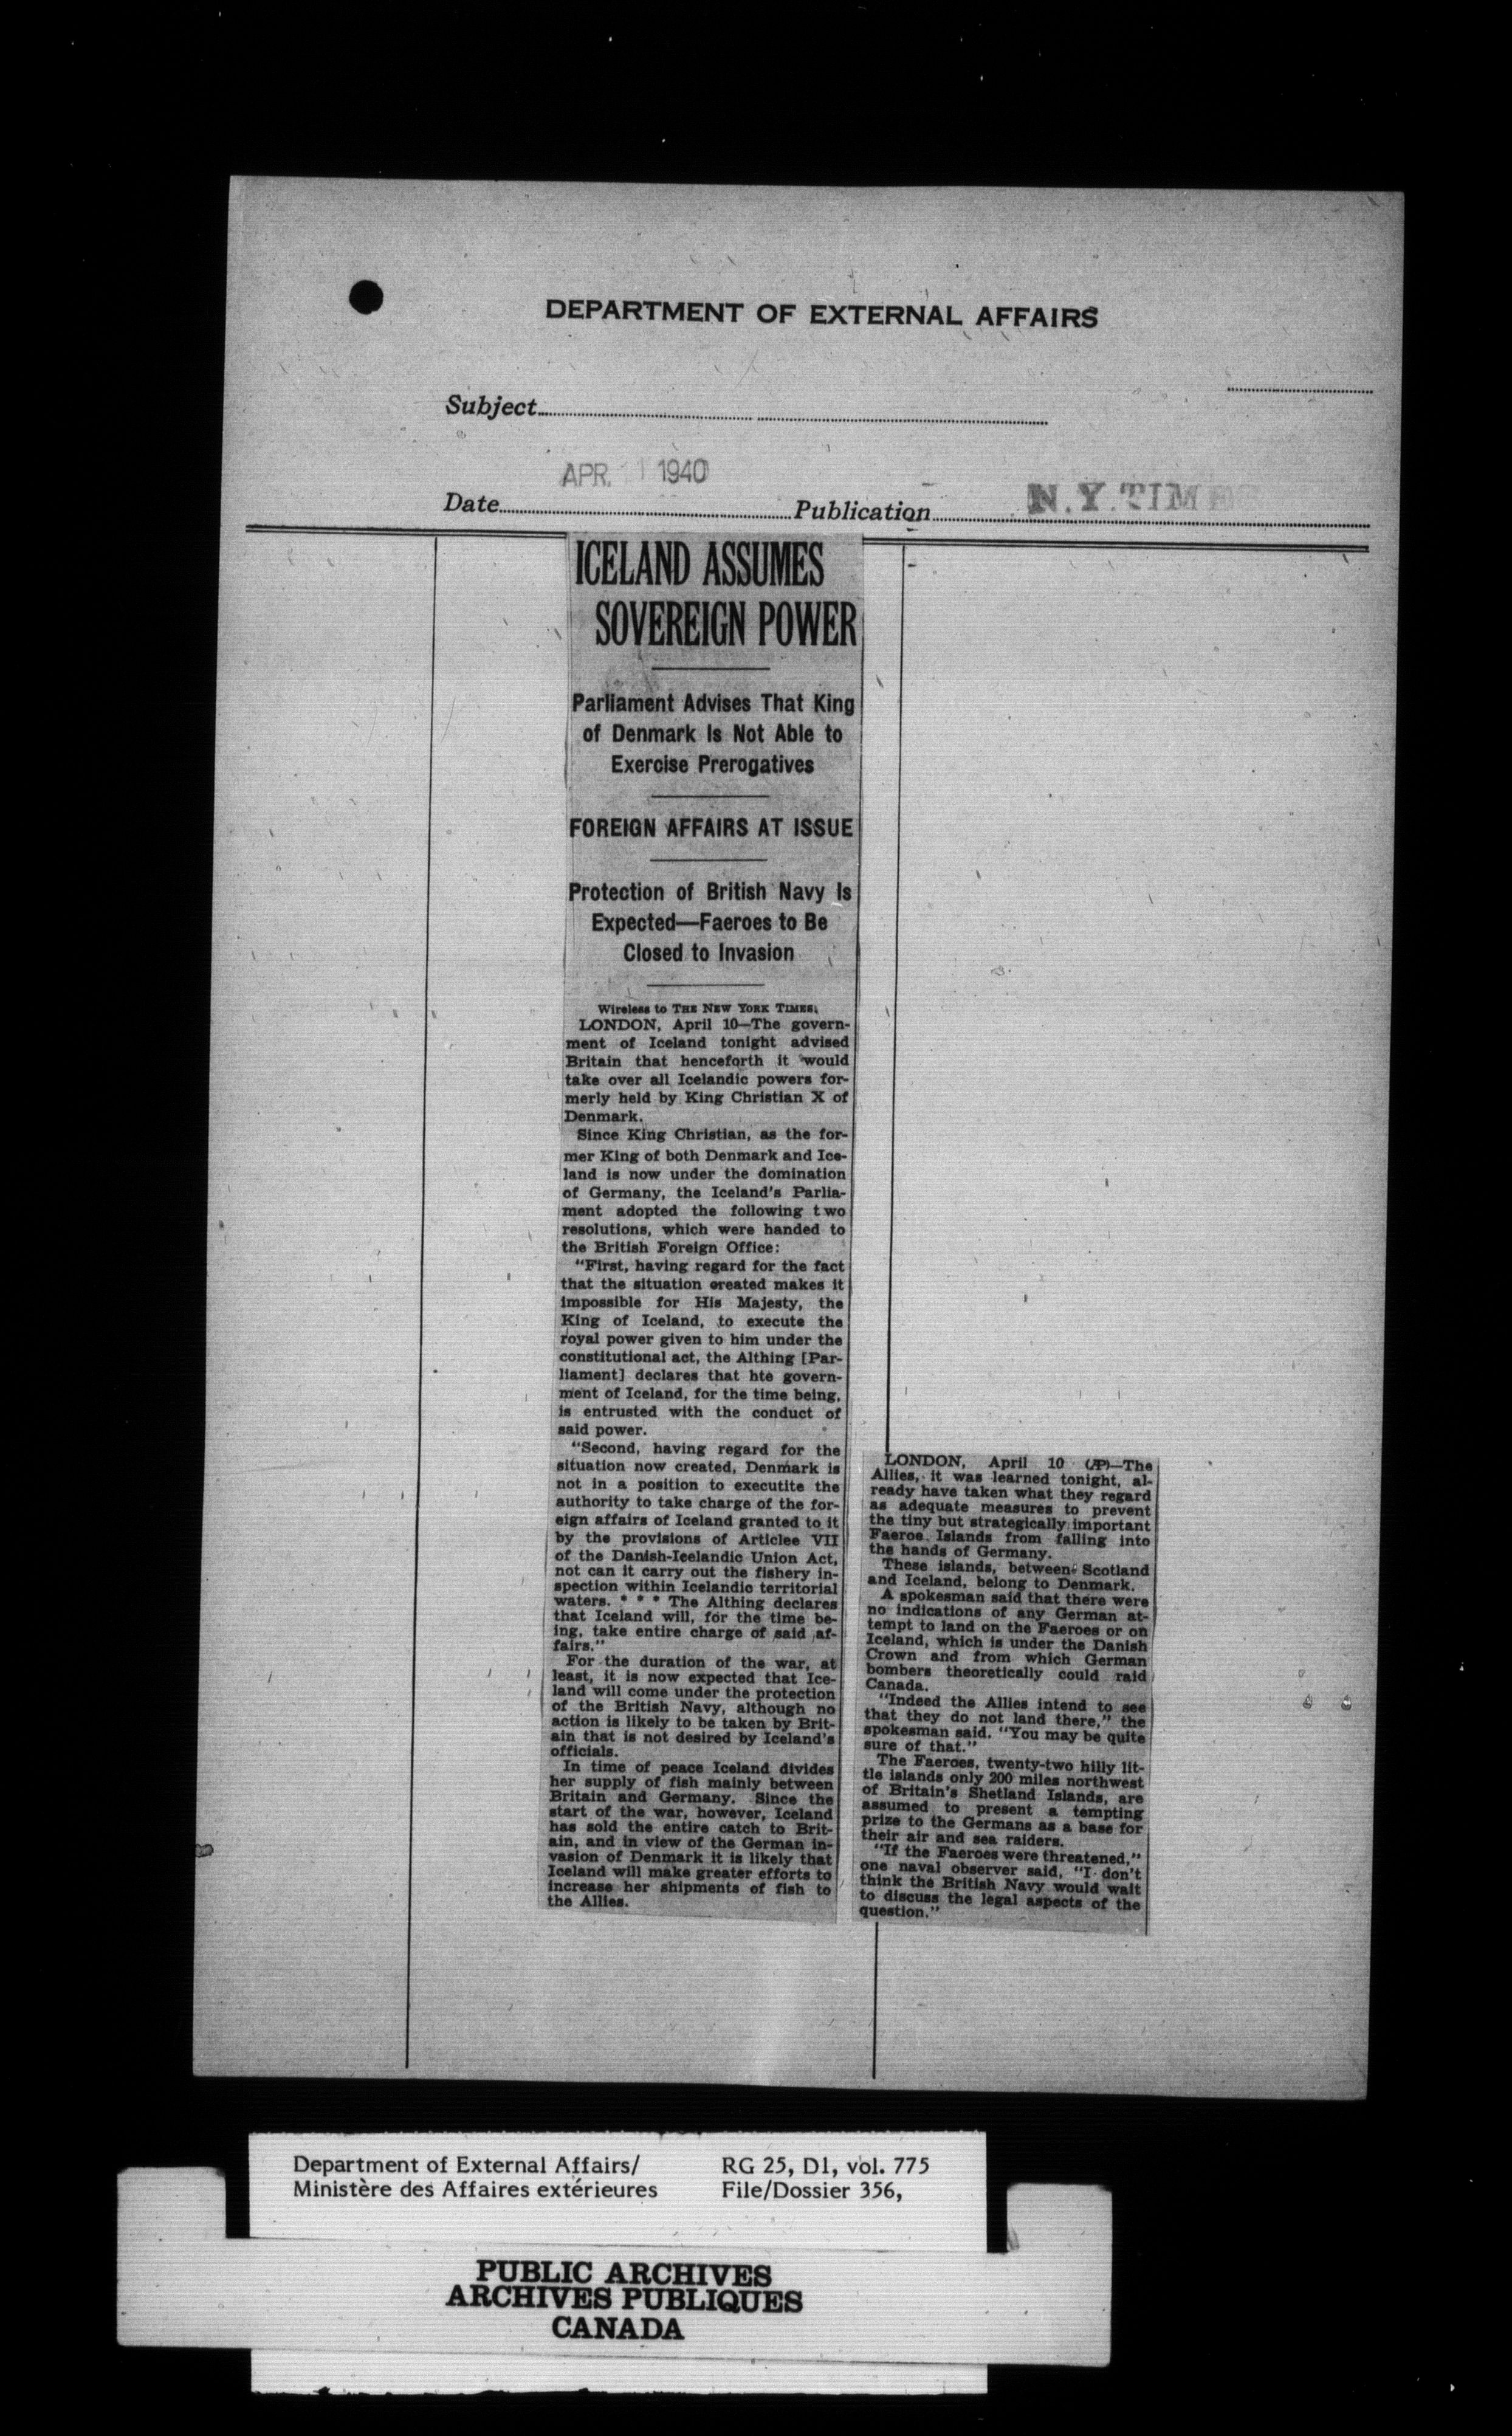 DEPARTMENT OF EXTERNAL AFFAIRS
Subject
APR. 1940
N.Y.TIMES
Date
Publication
ICELAND ASSUMES
SOVEREIGN POWER
Parliament Advises That King
of Denmark Is Not Able to
Exercise Prerogatives
FOREIGN AFFAIRS AT ISSUE
Protection of British Navy Is
Expected—Faeroes to Be
Closed to Invasion
Wireless to THE NEW YORK TIMES.
LONDON, April 10—The govern-
ment of Iceland tonight advised
Britain that henceforth it would
take over all Icelandic powers for-
merly held by King Christian X of
Denmark.
Since King Christian, as the for-
mer King of both Denmark and Ice-
land is now under the domination
of Germany, the Iceland's Parlia-
ment adopted the following two
resolutions, which were handed to
the British Foreign Office:
"First, having regard for the fact
that the situation created makes it
impossible for His Majesty, the
King of Iceland, to execute the
royal power given to him under the
constitutional act, the Althing [Par-
liament] declares that hte govern-
ment of Iceland, for the time being,
is entrusted with the conduct of
said power.
"Second, having regard for the
situation now created, Denmark is
not in a position to executite the
authority to take charge of the for-
eign affairs of Iceland granted to it
by the provisions of Articlee VII
of the Danish-Icelandic Union Act,
not can it carry out the fishery in-
spection within Icelandic territorial
waters. * * * The Althing declares
that Iceland will, for the time be-
ing, take entire charge of said af-
fairs."
For the duration of the war, at
least, it is now expected that Ice-
land will come under the protection
of the British Navy, although no
action is likely to be taken by Brit-
ain that is not desired by Iceland's
officials.
In time of peace Iceland divides
her supply of fish mainly between
Britain and Germany. Since the
start of the war, however, Iceland
has sold the entire catch to Brit-
ain, and in view of the German in-
vasion of Denmark it is likely that
Iceland will make greater efforts to
increase her shipments of fish to
the Allies.
LONDON, April 10 (AP)—The
Allies, it was learned tonight, al-
ready have taken what they regard
as adequate measures to prevent
the tiny but strategically important
Faeroe Islands from falling into
the hands of Germany.
These islands, between Scotland
and Iceland, belong to Denmark.
A spokesman said that there were
no indications of any German at-
tempt to land on the Faeroes or on
Iceland, which is under the Danish
Crown and from which German
bombers theoretically could raid
Canada.
"Indeed the Allies intend to see
that they do not land there," the
spokesman said. "You may be quite
sure of that."
The Faeroes, twenty-two hilly lit-
tle islands only 200 miles northwest
of Britain's Shetland Islands, are
assumed to present a tempting
prize to the Germans as a base for
their air and sea raiders.
"If the Faeroes were threatened,"
one naval observer said, "I don't
think the British Navy would wait
to discuss the legal aspects of the
question."
Department of External Affairs/
Ministère des Affaires extérieures
RG 25, D1, vol. 775
File/Dossier 356,
PUBLIC ARCHIVES
ARCHIVES PUBLIQUES
CANADA